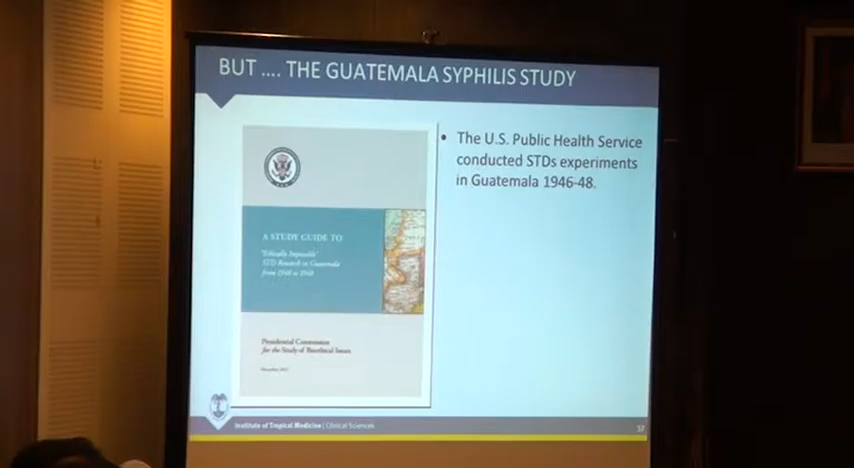 BUT .... THE GUATEMALA SYPHILIS STUDY
A STUDY GUIDE TO
"Ethically Impossible"
STD Research in Guatemala
from 1946 to 1948
Presidential Commission
for the Study of Bioethical Issues
• The U.S. Public Health Service
conducted STDs experiments
in Guatemala 1946-48.
Institute of Tropical Medicine | Clinical Sciences
37